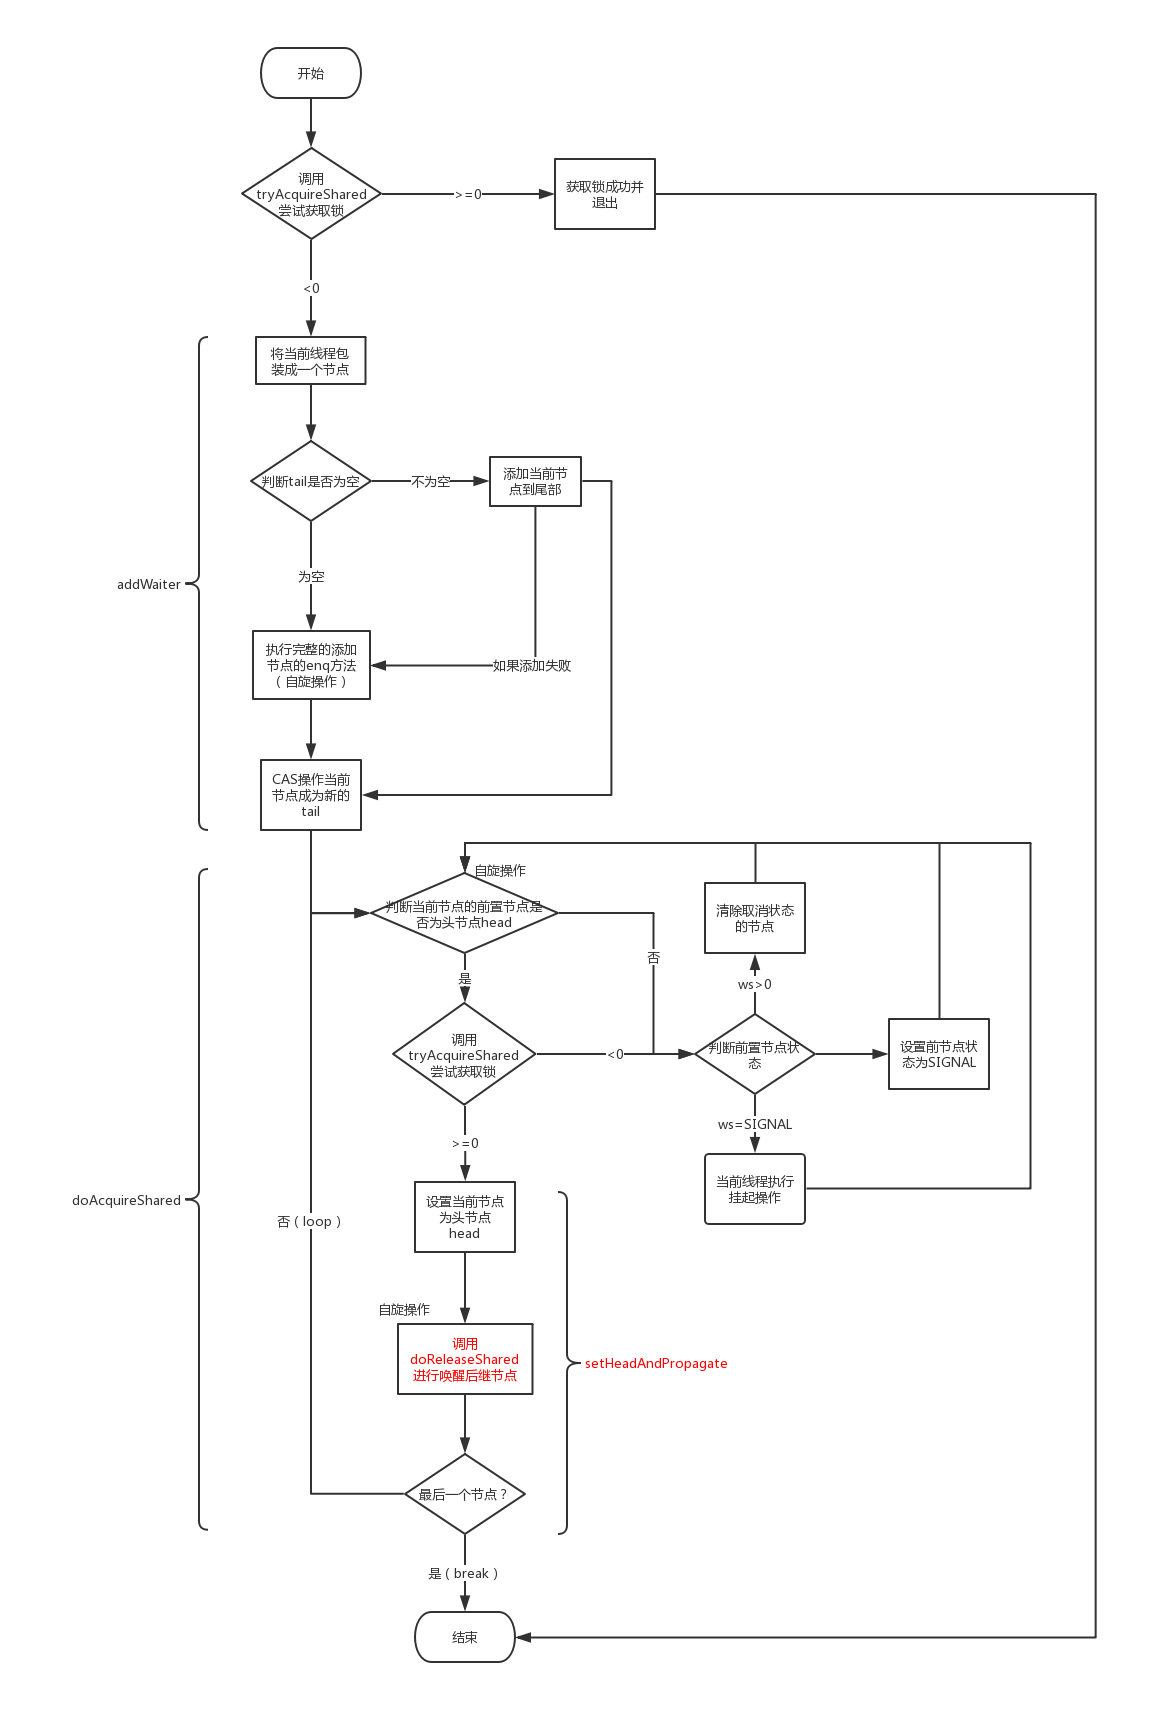 开始
调用
tryAcquireShared
尝试获取锁
>=0
获取锁成功并
退出
<0
将当前线程包
装成一个节点
判断tail是否为空
不为空
添加当前节
点到尾部
为空
addWaiter
执行完整的添加
节点的enq方法
（自旋操作）
如果添加失败
CAS操作当前
节点成为新的
tail
自旋操作
判断当前节点的前置节点是
否为头节点head
否
是
清除取消状态
的节点
ws>0
调用
tryAcquireShared
尝试获取锁
<0
判断前置节点状
态
设置前节点状
态为SIGNAL
ws=SIGNAL
>=0
当前线程执行
挂起操作
doAcquireShared
设置当前节点
为头节点
head
否（loop）
自旋操作
调用
doReleaseShared
进行唤醒后继节点
setHeadAndPropagate
最后一个节点？
是（break）
结束